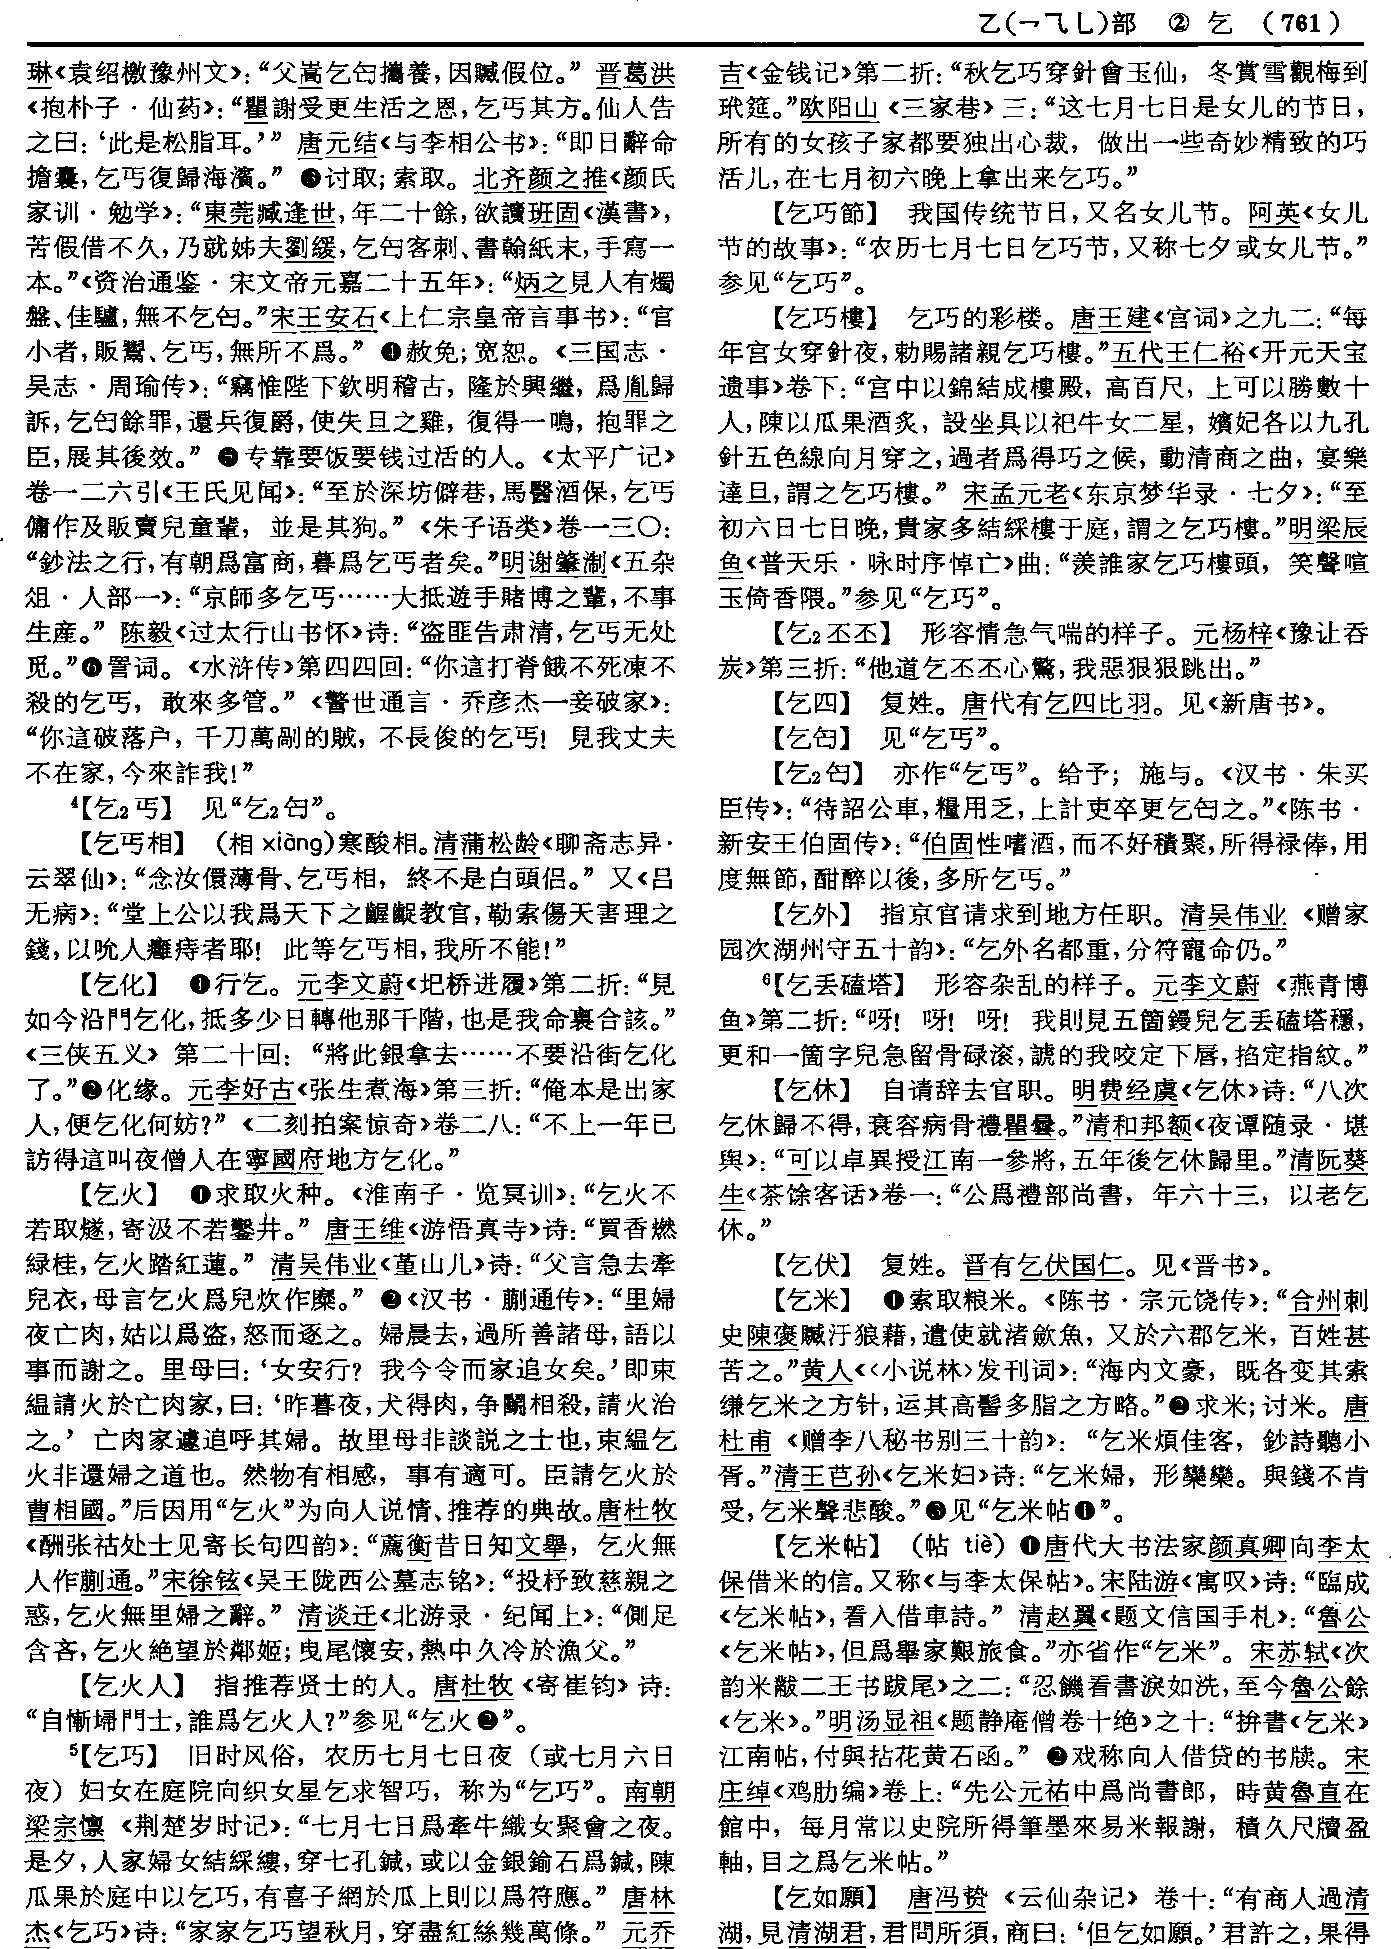 乙(㇖⺄乚)部　②　乞　(761)
琳《袁绍檄豫州文》：“父嵩乞匄攜養，因贓假位。”晋葛洪
《抱朴子·仙药》：“瞿謝受更生活之恩，乞丐其方。仙人告
之曰：‘此是松脂耳。’”唐元结《与李相公书》：“即日辭命
擔囊，乞丐復歸海濱。”❸讨取；索取。北齐颜之推《颜氏
家训·勉学》：“東莞臧逢世，年二十餘，欲讀班固《漢書》，
苦假借不久，乃就姊夫劉緩，乞匄客刺、書翰紙末，手寫一
本。”《资治通鉴·宋文帝元嘉二十五年》：“炳之見人有燭
盤、佳驢，無不乞匄。”宋王安石《上仁宗皇帝言事书》：“官
小者，販鬻、乞丐，無所不爲。”❹赦免；宽恕。《三国志·
吴志·周瑜传》：“竊惟陛下欽明稽古，隆於興繼，爲胤歸
訴，乞匄餘罪，還兵復爵，使失旦之雞，復得一鳴，抱罪之
臣，展其後效。”❺专靠要饭要钱过活的人。《太平广记》
卷一二六引《王氏见闻》：“至於深坊僻巷，馬醫酒保，乞丐
傭作及販賣兒童輩，並是其狗。”《朱子语类》卷一三〇：
“鈔法之行，有朝爲富商，暮爲乞丐者矣。”明谢肇淛《五杂
俎·人部一》：“京師多乞丐……大抵遊手賭博之輩，不事
生産。”陈毅《过太行山书怀》诗：“盗匪告肃清，乞丐无处
觅。”❻詈词。《水浒传》第四四回：“你這打脊餓不死凍不
殺的乞丐，敢來多管。”《警世通言·乔彦杰一妾破家》：
“你這破落户，千刀萬剮的賊，不長俊的乞丐！見我丈夫
不在家，今來詐我！”
⁴【乞₂丐】　见“乞₂匄”。
【乞丐相】　(相 xiàng)寒酸相。清蒲松龄《聊斋志异·
云翠仙》：“念汝儇薄骨、乞丐相，終不是白頭侣。”又《吕
无病》：“堂上公以我爲天下之齷齪教官，勒索傷天害理之
錢，以吮人癰痔者耶！此等乞丐相，我所不能！”
【乞化】　❶行乞。元李文蔚《圯桥进履》第二折：“見
如今沿門乞化，抵多少日轉他那千階，也是我命裏合該。”
《三侠五义》第二十回：“將此銀拿去……不要沿街乞化
了。”❷化缘。元李好古《张生煮海》第三折：“俺本是出家
人，便乞化何妨？”《二刻拍案惊奇》卷二八：“不上一年已
訪得這叫夜僧人在寧國府地方乞化。”
【乞火】　❶求取火种。《淮南子·览冥训》：“乞火不
若取燧，寄汲不若鑿井。”唐王维《游悟真寺》诗：“買香燃
緑桂，乞火踏紅蓮。”清吴伟业《堇山儿》诗：“父言急去牽
兒衣，母言乞火爲兒炊作糜。”❷《汉书·蒯通传》：“里婦
夜亡肉，姑以爲盗，怒而逐之。婦晨去，過所善諸母，語以
事而謝之。里母曰：‘女安行？我今令而家追女矣。’即束
緼請火於亡肉家，曰：‘昨暮夜，犬得肉，争鬭相殺，請火治
之。’亡肉家遽追呼其婦。故里母非談説之士也，束緼乞
火非還婦之道也。然物有相感，事有適可。臣請乞火於
曹相國。”后因用“乞火”为向人说情、推荐的典故。唐杜牧
《酬张祜处士见寄长句四韵》：“薦衡昔日知文舉，乞火無
人作蒯通。”宋徐铉《吴王陇西公墓志铭》：“投杼致慈親之
惑，乞火無里婦之辭。”清谈迁《北游录·纪闻上》：“側足
含吝，乞火絶望於鄰姬；曳尾懷安，熱中久冷於漁父。”
【乞火人】　指推荐贤士的人。唐杜牧《寄崔钧》诗：
“自慚埽門士，誰爲乞火人？”参见“乞火❷”。
⁵【乞巧】　旧时风俗，农历七月七日夜（或七月六日
夜）妇女在庭院向织女星乞求智巧，称为“乞巧”。南朝
梁宗懔《荆楚岁时记》：“七月七日爲牽牛織女聚會之夜。
是夕，人家婦女結綵縷，穿七孔鍼，或以金銀鍮石爲鍼，陳
瓜果於庭中以乞巧，有喜子網於瓜上則以爲符應。”唐林
杰《乞巧》诗：“家家乞巧望秋月，穿盡紅絲幾萬條。”元乔
吉《金钱记》第二折：“秋乞巧穿針會玉仙，冬賞雪觀梅到
玳筵。”欧阳山《三家巷》三：“这七月七日是女儿的节日，
所有的女孩子家都要独出心裁，做出一些奇妙精致的巧
活儿，在七月初六晚上拿出来乞巧。”
【乞巧節】　我国传统节日，又名女儿节。阿英《女儿
节的故事》：“农历七月七日乞巧节，又称七夕或女儿节。”
参见“乞巧”。
【乞巧樓】　乞巧的彩楼。唐王建《宫词》之九二：“每
年宫女穿針夜，勑賜諸親乞巧樓。”五代王仁裕《开元天宝
遗事》卷下：“宫中以錦結成樓殿，高百尺，上可以勝數十
人，陳以瓜果酒炙，設坐具以祀牛女二星，嬪妃各以九孔
針五色線向月穿之，過者爲得巧之候，動清商之曲，宴樂
達旦，謂之乞巧樓。”宋孟元老《东京梦华录·七夕》：“至
初六日七日晚，貴家多結綵樓于庭，謂之乞巧樓。”明梁辰
鱼《普天乐·咏时序悼亡》曲：“羡誰家乞巧樓頭，笑聲喧
玉倚香隈。”参见“乞巧”。
【乞₂丕丕】　形容情急气喘的样子。元杨梓《豫让吞
炭》第三折：“他道乞丕丕心驚，我惡狠狠跳出。”
【乞四】　复姓。唐代有乞四比羽。见《新唐书》。
【乞匄】　见“乞丐”。
【乞₂匄】　亦作“乞丐”。给予；施与。《汉书·朱买
臣传》：“待詔公車，糧用乏，上計吏卒更乞匄之。”《陈书·
新安王伯固传》：“伯固性嗜酒，而不好積聚，所得禄俸，用
度無節，酣醉以後，多所乞丐。”
【乞外】　指京官请求到地方任职。清吴伟业《赠家
园次湖州守五十韵》：“乞外名都重，分符寵命仍。”
⁶【乞丢磕塔】　形容杂乱的样子。元李文蔚《燕青博
鱼》第二折：“呀！呀！呀！我則見五箇鏝兒乞丢磕塔穩，
更和一箇字兒急留骨碌滚，諕的我咬定下唇，掐定指紋。”
【乞休】　自请辞去官职。明费经虞《乞休》诗：“八次
乞休歸不得，衰容病骨禮瞿曇。”清和邦额《夜谭随录·堪
舆》：“可以卓異授江南一參將，五年後乞休歸里。”清阮葵
生《茶馀客话》卷一：“公爲禮部尚書，年六十三，以老乞
休。”
【乞伏】　复姓。晋有乞伏国仁。见《晋书》。
【乞米】　❶索取粮米。《陈书·宗元饶传》：“合州刺
史陳裦贓汙狼藉，遣使就渚歛魚，又於六郡乞米，百姓甚
苦之。”黄人《〈小说林〉发刊词》：“海内文豪，既各变其索
缣乞米之方针，运其高髻多脂之方略。”❷求米；讨米。唐
杜甫《赠李八秘书别三十韵》：“乞米煩佳客，鈔詩聽小
胥。”清王芑孙《乞米妇》诗：“乞米婦，形欒欒。與錢不肯
受，乞米聲悲酸。”❸见“乞米帖❶”。
【乞米帖】　(帖 tiè)❶唐代大书法家颜真卿向李太
保借米的信。又称《与李太保帖》。宋陆游《寓叹》诗：“臨成
《乞米帖》，看入借車詩。”清赵翼《题文信国手札》：“魯公
《乞米帖》，但爲舉家艱旅食。”亦省作“乞米”。宋苏轼《次
韵米黻二王书跋尾》之二：“忍饑看書淚如洗，至今魯公餘
《乞米》。”明汤显祖《题静庵僧卷十绝》之十：“拚書《乞米》
江南帖，付與拈花黄石函。”❷戏称向人借贷的书牍。宋
庄绰《鸡肋编》卷上：“先公元祐中爲尚書郎，時黄魯直在
館中，每月常以史院所得筆墨來易米報謝，積久尺牘盈
軸，目之爲乞米帖。”
【乞如願】　唐冯贽《云仙杂记》卷十：“有商人過清
湖，見清湖君，君問所須，商曰：‘但乞如願。’君許之，果得